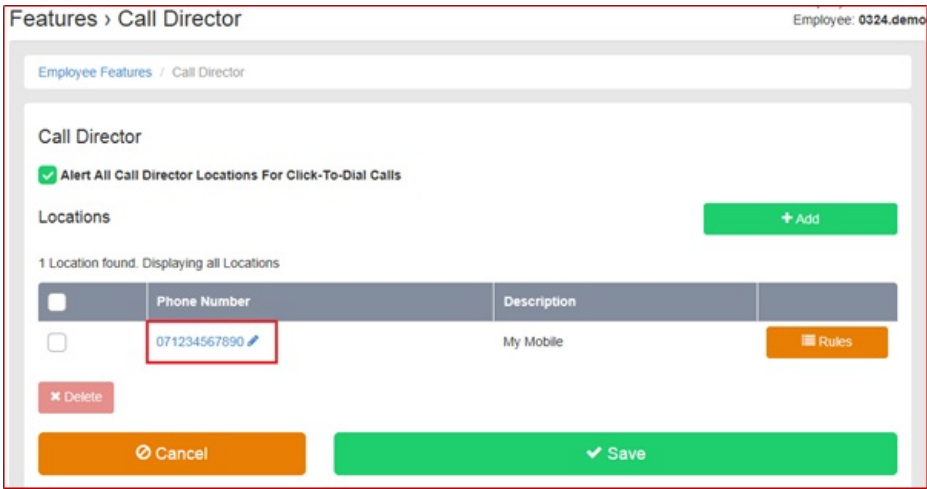 Features › Call Director
Employee: 0324.demo
Employee Features / Call Director
Call Director
Alert All Call Director Locations For Click-To-Dial Calls
Locations
+ Add
1 Location found. Displaying all Locations
Phone Number Description
071234567890 My Mobile Rules
Delete
Cancel Save